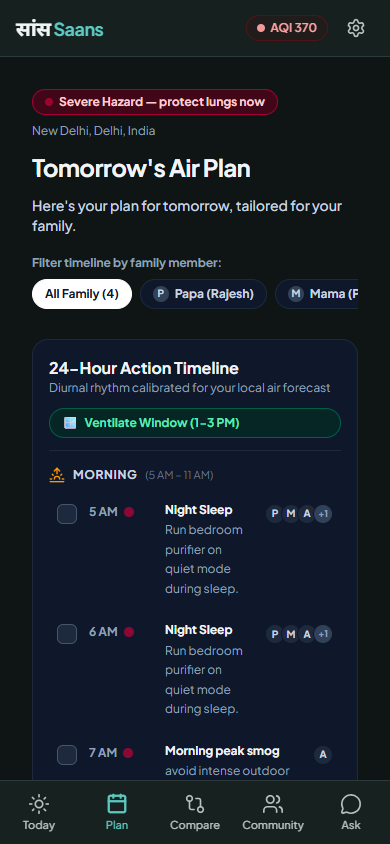 सांस Saans
AQI 370
Severe Hazard — protect lungs now
New Delhi, Delhi, India
Tomorrow's Air Plan
Here's your plan for tomorrow, tailored for your
family.
Filter timeline by family member:
All Family (4)
P Papa (Rajesh)
M Mama (P
24-Hour Action Timeline
Diurnal rhythm calibrated for your local air forecast
Ventilate Window (1-3 PM)
MORNING (5 AM – 11 AM)
5 AM
Night Sleep
P M A +1
Run bedroom
purifier on
quiet mode
during sleep.
6 AM
Night Sleep
P M A +1
Run bedroom
purifier on
quiet mode
during sleep.
7 AM
Morning peak smog
A
avoid intense outdoor
Today
Plan
Compare
Community
Ask